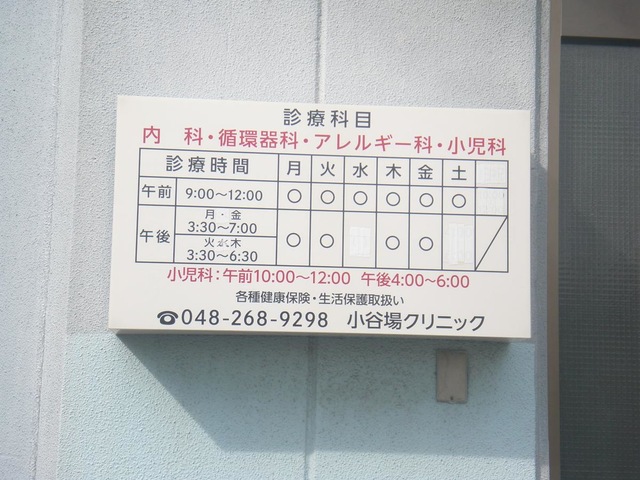 診療科目
内　科・循環器科・アレルギー科・小児科
診療時間 月 火 水 木 金 土
午前 9:00～12:00 ○ ○ ○ ○ ○ ○
午後 月・金 3:30～7:00 ○ ○ ○ ○
火 木 3:30～6:30
小児科：午前10:00～12:00 午後4:00～6:00
各種健康保険・生活保護取扱い
☎048-268-9298 小谷場クリニック